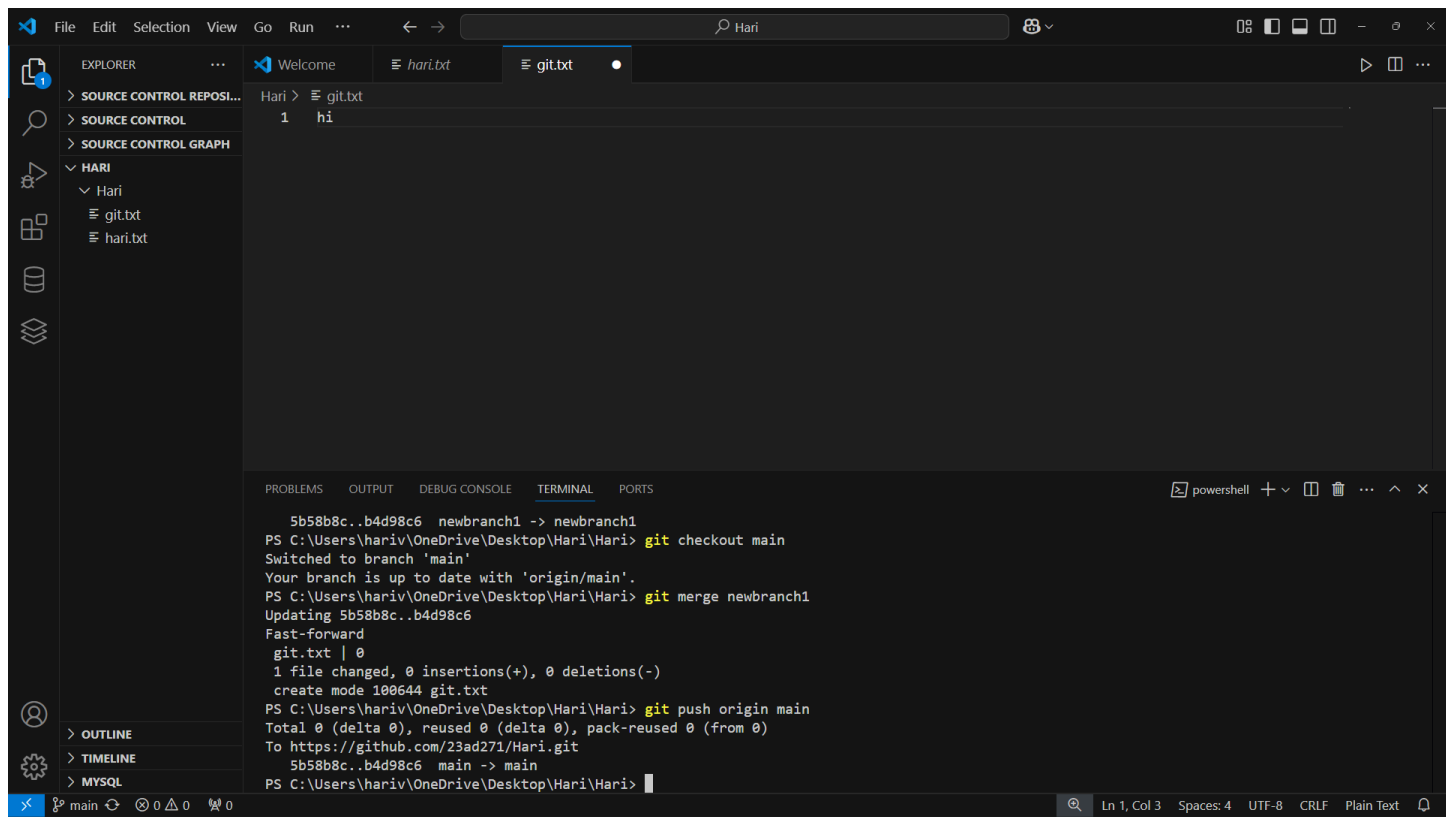 File Edit Selection View Go Run ··· Hari
EXPLORER ···
1
SOURCE CONTROL REPOSI...
SOURCE CONTROL
SOURCE CONTROL GRAPH
HARI
Hari
git.txt
hari.txt
OUTLINE
TIMELINE
MYSQL
Welcome hari.txt git.txt
Hari > git.txt
1 hi
PROBLEMS OUTPUT DEBUG CONSOLE TERMINAL PORTS powershell
5b58b8c..b4d98c6 newbranch1 -> newbranch1
PS C:\Users\hariv\OneDrive\Desktop\Hari\Hari> git checkout main
Switched to branch 'main'
Your branch is up to date with 'origin/main'.
PS C:\Users\hariv\OneDrive\Desktop\Hari\Hari> git merge newbranch1
Updating 5b58b8c..b4d98c6
Fast-forward
git.txt | 0
1 file changed, 0 insertions(+), 0 deletions(-)
create mode 100644 git.txt
PS C:\Users\hariv\OneDrive\Desktop\Hari\Hari> git push origin main
Total 0 (delta 0), reused 0 (delta 0), pack-reused 0 (from 0)
To https://github.com/23ad271/Hari.git
5b58b8c..b4d98c6 main -> main
PS C:\Users\hariv\OneDrive\Desktop\Hari\Hari>
main 0 0 0 Ln 1, Col 3 Spaces: 4 UTF-8 CRLF Plain Text